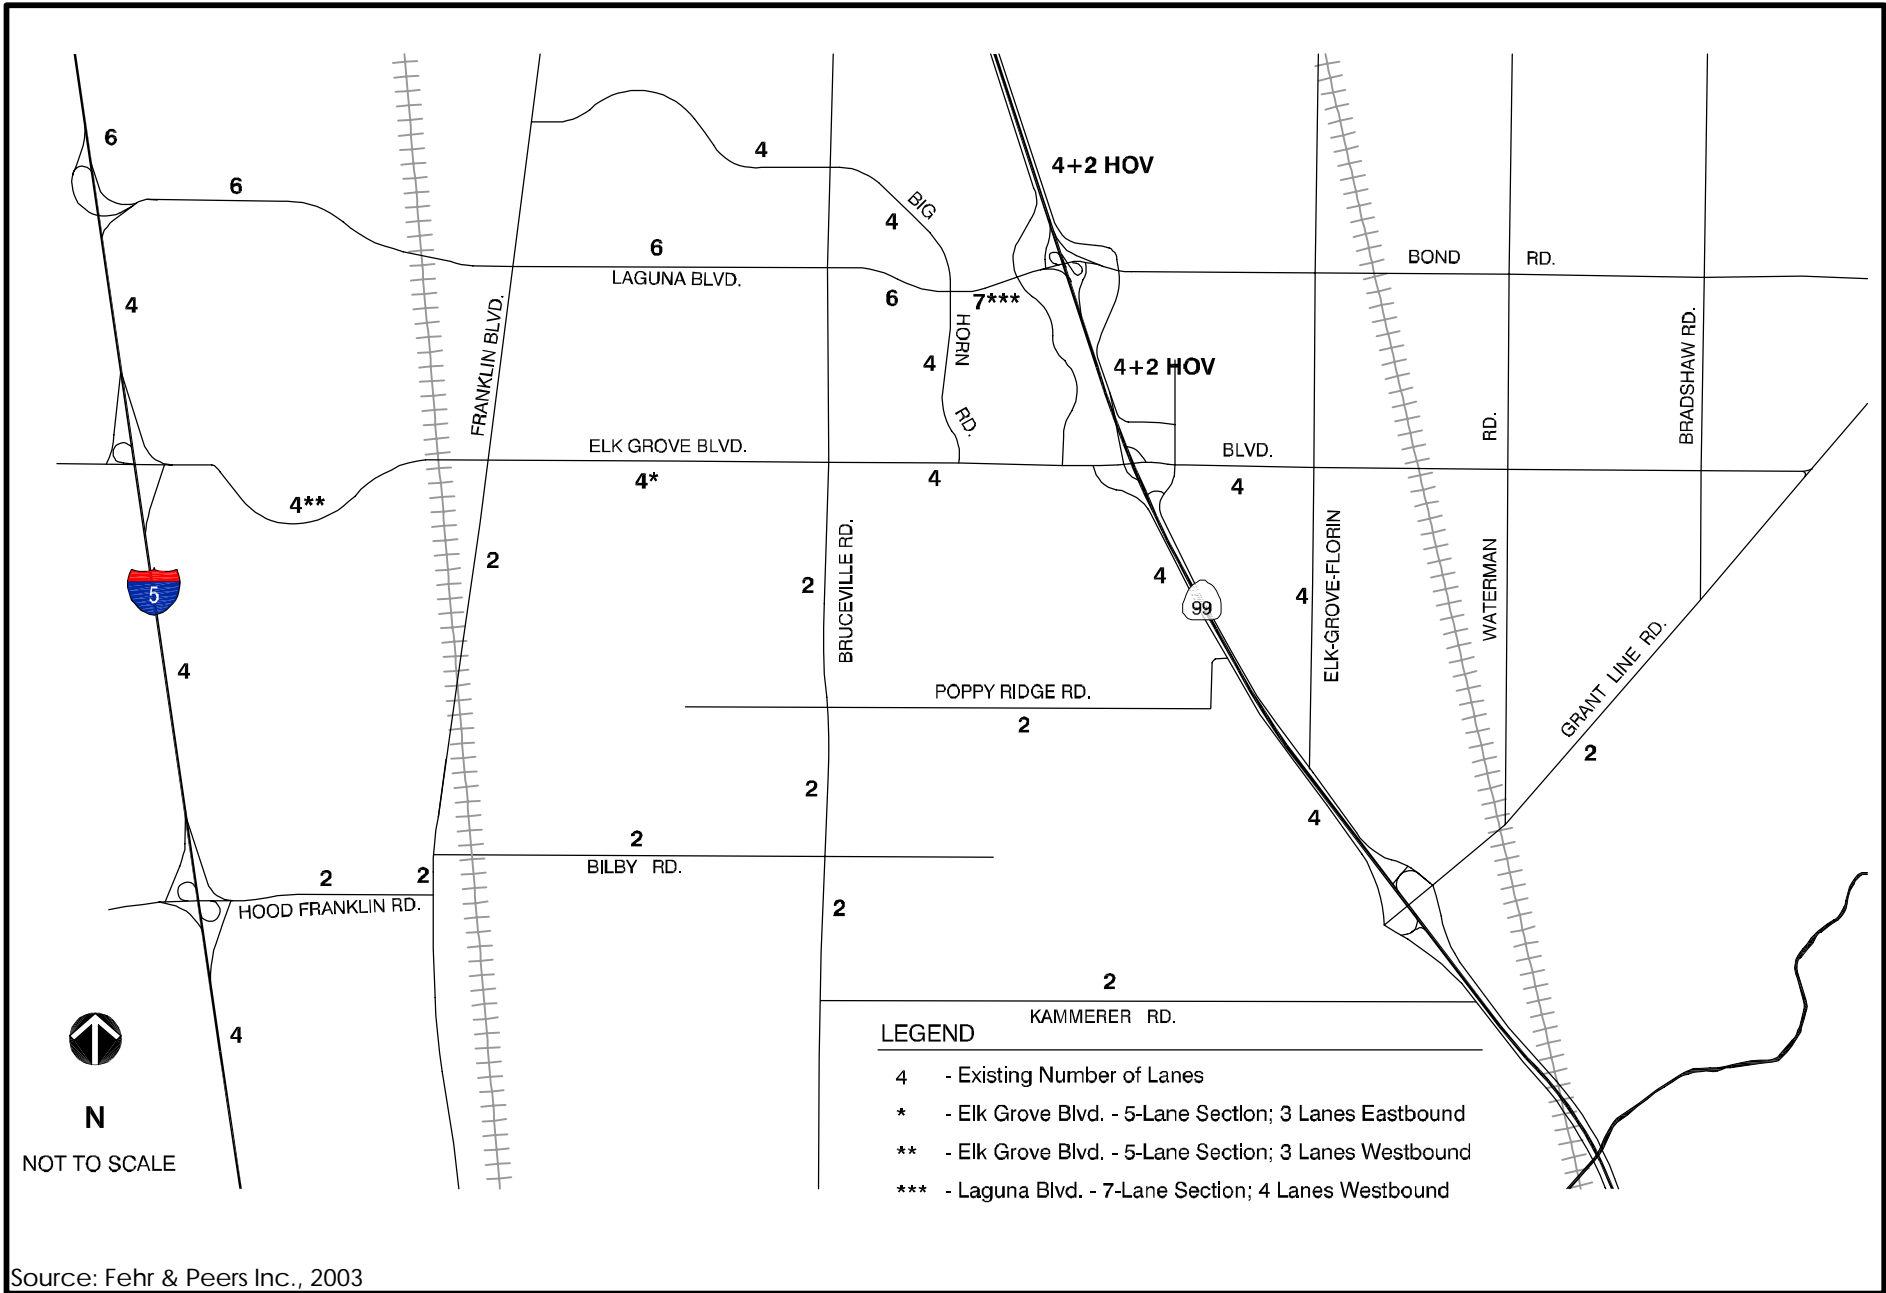 6
4
4+2 HOV
6
BIG
4
6
LAGUNA BLVD.
BOND RD.
4
6
7***
HORN
FRANKLIN BLVD.
4
4+2 HOV
BRADSHAW RD.
RD.
RD.
ELK GROVE BLVD.
BLVD.
4**
4*
4
4
2
BRUCEVILLE RD.
2
4
5
99
4
ELK-GROVE-FLORIN
WATERMAN
4
POPPY RIDGE RD.
2
GRANT LINE RD.
2
2
4
2
BILBY RD.
2
2
HOOD FRANKLIN RD.
2
2
KAMMERER RD.
4
N
NOT TO SCALE
LEGEND
4 - Existing Number of Lanes
* - Elk Grove Blvd. - 5-Lane Section; 3 Lanes Eastbound
** - Elk Grove Blvd. - 5-Lane Section; 3 Lanes Westbound
*** - Laguna Blvd. - 7-Lane Section; 4 Lanes Westbound
Source: Fehr & Peers Inc., 2003